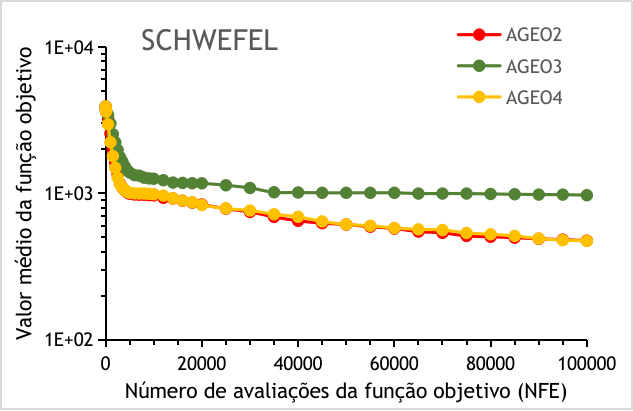 SCHWEFEL
AGEO2
AGEO3
AGEO4
Valor médio da função objetivo
1E+04
1E+03
1E+02
0 20000 40000 60000 80000 100000
Número de avaliações da função objetivo (NFE)